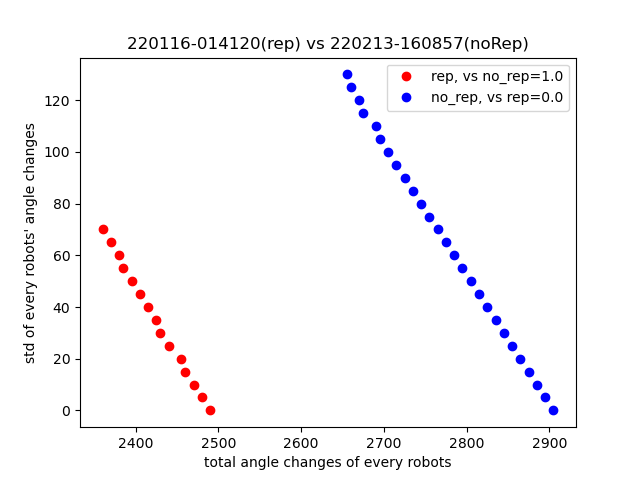 220116-014120(rep) vs 220213-160857(noRep)
rep, vs no_rep=1.0
no_rep, vs rep=0.0
std of every robots' angle changes
120
100
80
60
40
20
0
2400 2500 2600 2700 2800 2900
total angle changes of every robots